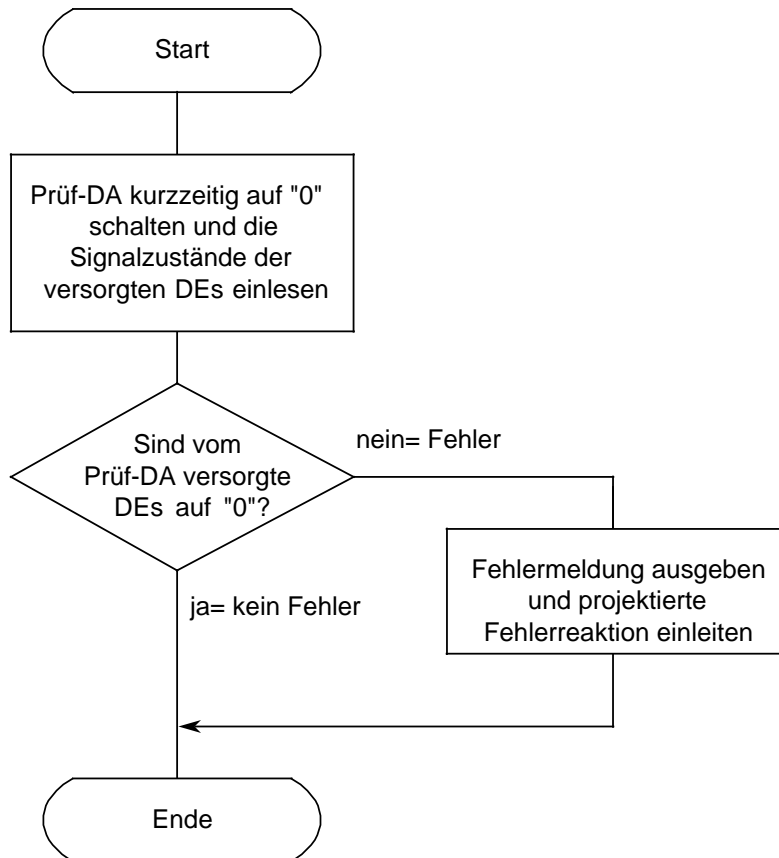 Start
Prüf-DA kurzzeitig auf "0"
schalten und die
Signalzustände der
versorgten DEs einlesen
Sind vom
Prüf-DA versorgte
DEs auf "0"?
nein= Fehler
Fehlermeldung ausgeben
und projektierte
Fehlerreaktion einleiten
ja= kein Fehler
Ende